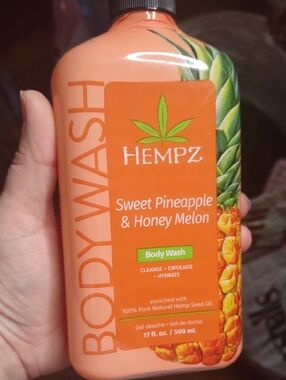 BODY WASH
HEMPZ
Sweet Pineapple
& Honey Melon
Body Wash
CLEANSE • EXFOLIATE
• HYDRATE
enriched with
100% Pure Natural Hemp Seed Oil
Gel douche • Gel de ducha
17 fl. oz. / 500 mL